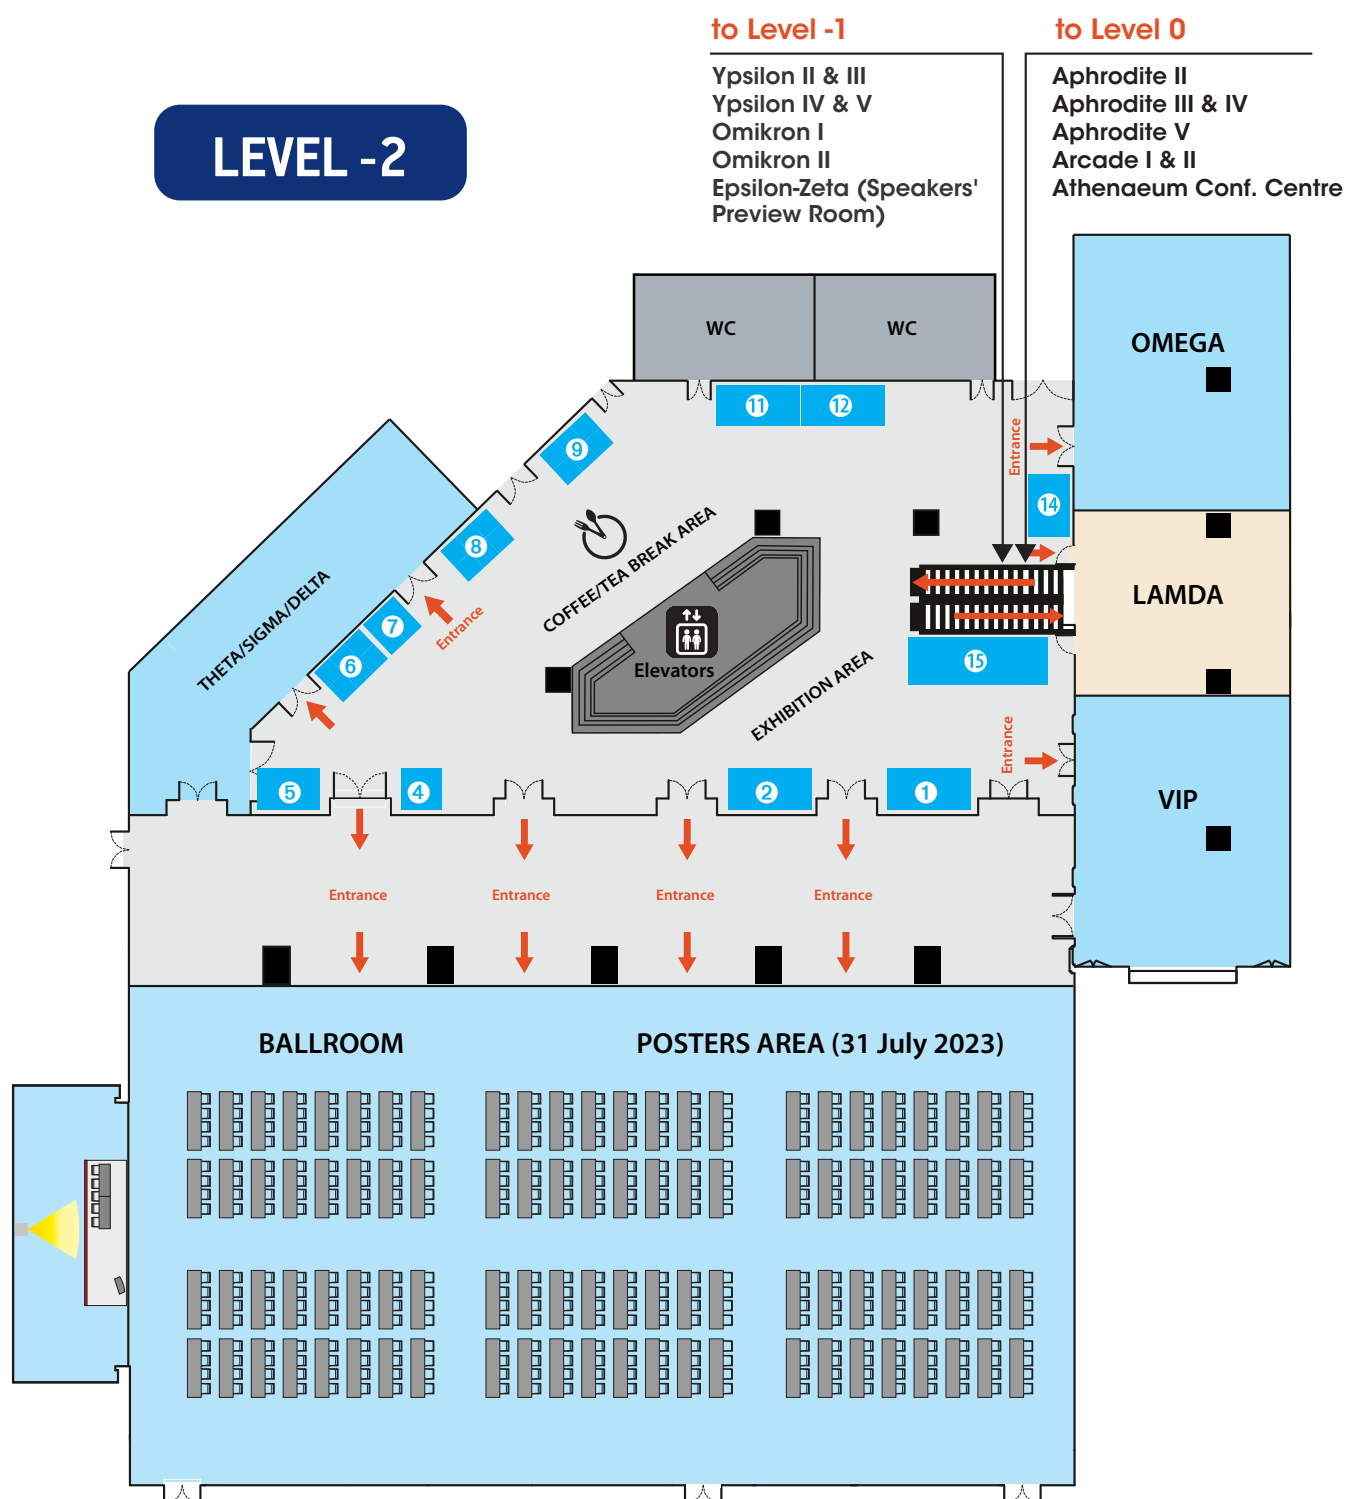 to Level -1
Ypsilon II & III
Ypsilon IV & V
Omikron I
Omikron II
Epsilon-Zeta (Speakers'
Preview Room)
to Level 0
Aphrodite II
Aphrodite III & IV
Aphrodite V
Arcade I & II
Athenaeum Conf. Centre
LEVEL -2
WC
WC
OMEGA
11
12
9
Entrance
14
8
COFFEE/TEA BREAK AREA
THETA/SIGMA/DELTA
7
Entrance
6
LAMDA
Elevators
15
EXHIBITION AREA
Entrance
5
4
2
1
VIP
Entrance
Entrance
Entrance
Entrance
BALLROOM
POSTERS AREA (31 July 2023)